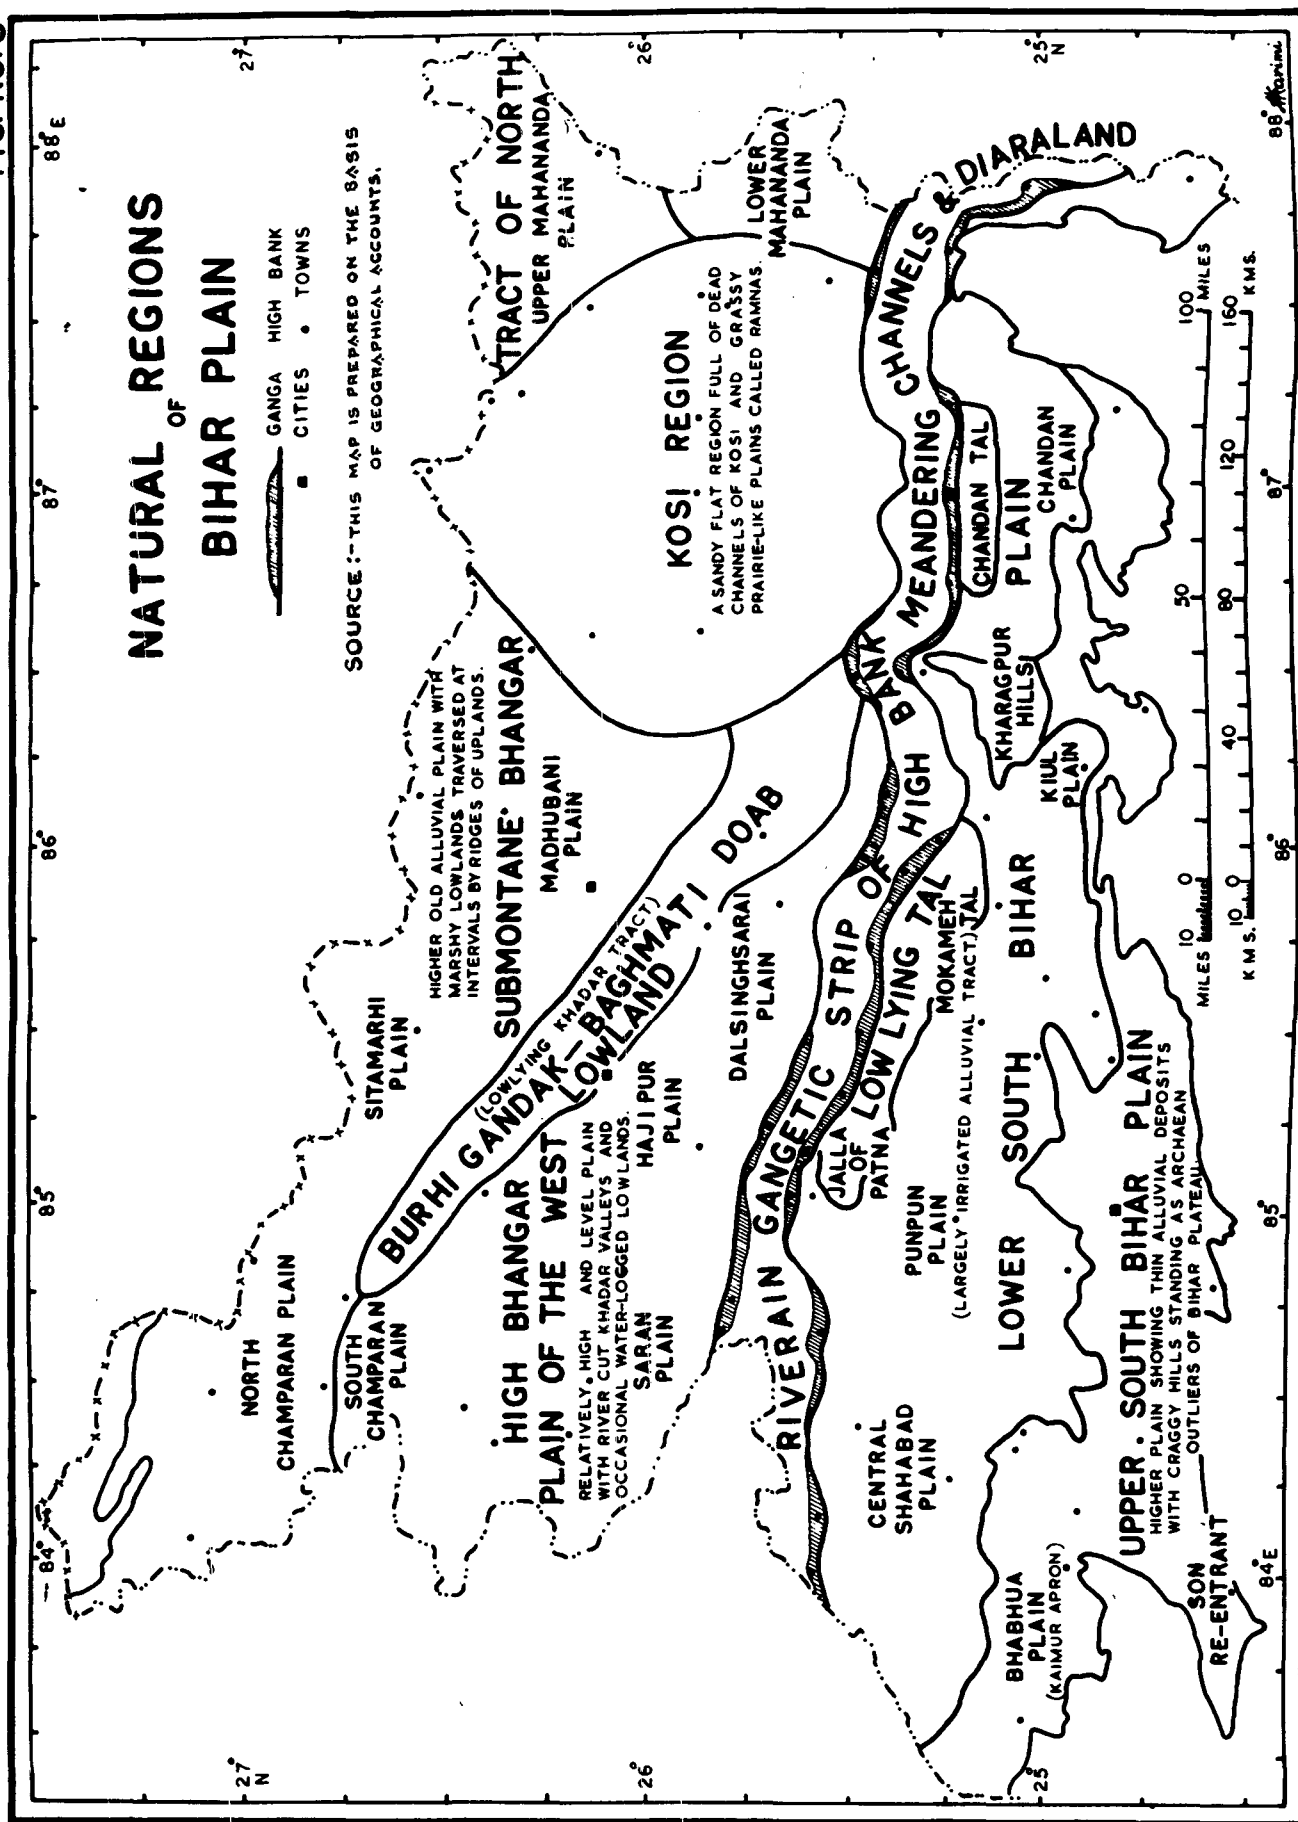 NATURAL REGIONS
OF
BIHAR PLAIN
GANGA HIGH BANK
CITIES • TOWNS
SOURCE:- THIS MAP IS PREPARED ON THE BASIS
OF GEOGRAPHICAL ACCOUNTS.
84°
85°
86°
87°
88° E
27°
N
27°
26°
26°
25°
25°
N
84° E
85°
86°
87°
88°
NORTH
CHAMPARAN PLAIN
SOUTH
CHAMPARAN
PLAIN
SITAMARHI
PLAIN
HIGHER OLD ALLUVIAL PLAIN WITH
MARSHY LOWLANDS TRAVERSED AT
INTERVALS BY RIDGES OF UPLANDS.
SUBMONTANE BHANGAR
MADHUBANI
PLAIN
TRACT OF NORTH
UPPER MAHANANDA
PLAIN
LOWER
MAHANANDA
PLAIN
KOSI REGION
A SANDY FLAT REGION FULL OF DEAD
CHANNELS OF KOSI AND GRASSY
PRAIRIE-LIKE PLAINS CALLED RAMNAS.
BURHI GANDAK-BAGHMATI DOAB
(LOWLYING KHADAR TRACT)
LOWLAND
HIGH BHANGAR
PLAIN OF THE WEST
RELATIVELY, HIGH AND LEVEL PLAIN
WITH RIVER CUT KHADAR VALLEYS AND
OCCASIONAL WATER-LOGGED LOWLANDS.
SARAN
PLAIN
HAJIPUR
PLAIN
DALSINGHSARAI
PLAIN
RIVERAIN GANGETIC STRIP OF HIGH BANK MEANDERING CHANNELS & DIARALAND
JALLA
OF
PATNA
LOW LYING TAL
MOKAMEH
TAL
CHANDAN TAL
PLAIN
CHANDAN
PLAIN
KHARAGPUR
HILLS
KIUL
PLAIN
CENTRAL
SHAHABAD
PLAIN
PUNPUN
PLAIN
(LARGELY IRRIGATED ALLUVIAL TRACT)
LOWER SOUTH BIHAR
BHABHUA
PLAIN
(KAIMUR APRON)
UPPER SOUTH BIHAR PLAIN
HIGHER PLAIN SHOWING THIN ALLUVIAL DEPOSITS
WITH CRAGGY HILLS STANDING AS ARCHAEAN
OUTLIERS OF BIHAR PLATEAU.
SON
RE-ENTRANT
MILES 10 0 50 100 MILES
KMS. 10 0 40 80 120 160 KMS.